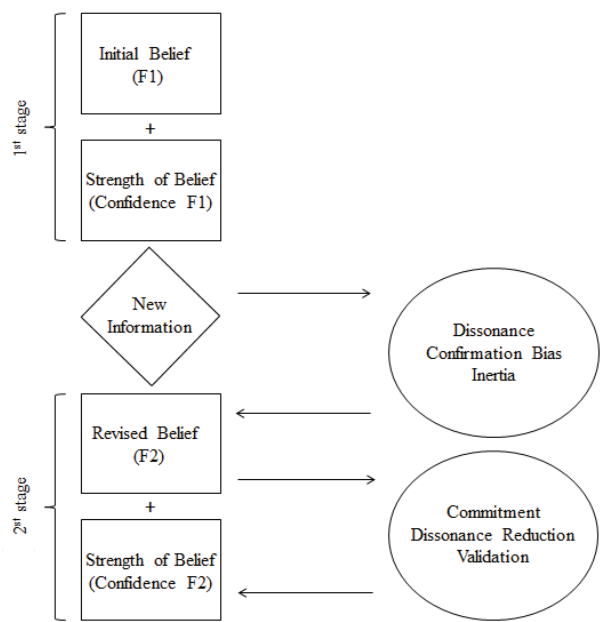 1st stage
Initial Belief
(F1)
+
Strength of Belief
(Confidence F1)
New
Information
Dissonance
Confirmation Bias
Inertia
2nd stage
Revised Belief
(F2)
+
Strength of Belief
(Confidence F2)
Commitment
Dissonance Reduction
Validation